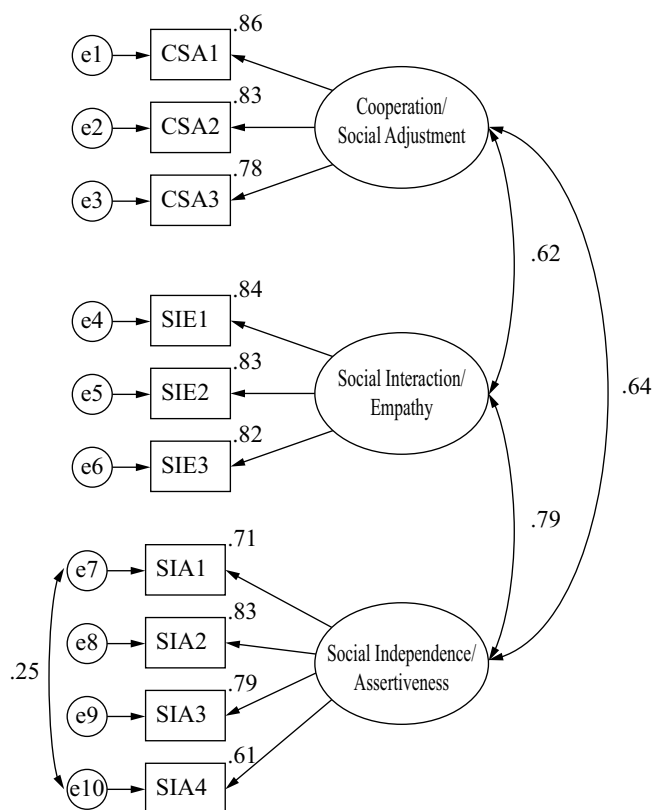 .86
e1
CSA1
.83
e2
CSA2
.78
e3
CSA3
Cooperation/
Social Adjustment
.62
.84
e4
SIE1
.83
e5
SIE2
.82
e6
SIE3
Social Interaction/
Empathy
.64
.79
.71
e7
SIA1
.83
e8
SIA2
.25
.79
e9
SIA3
.61
e10
SIA4
Social Independence/
Assertiveness